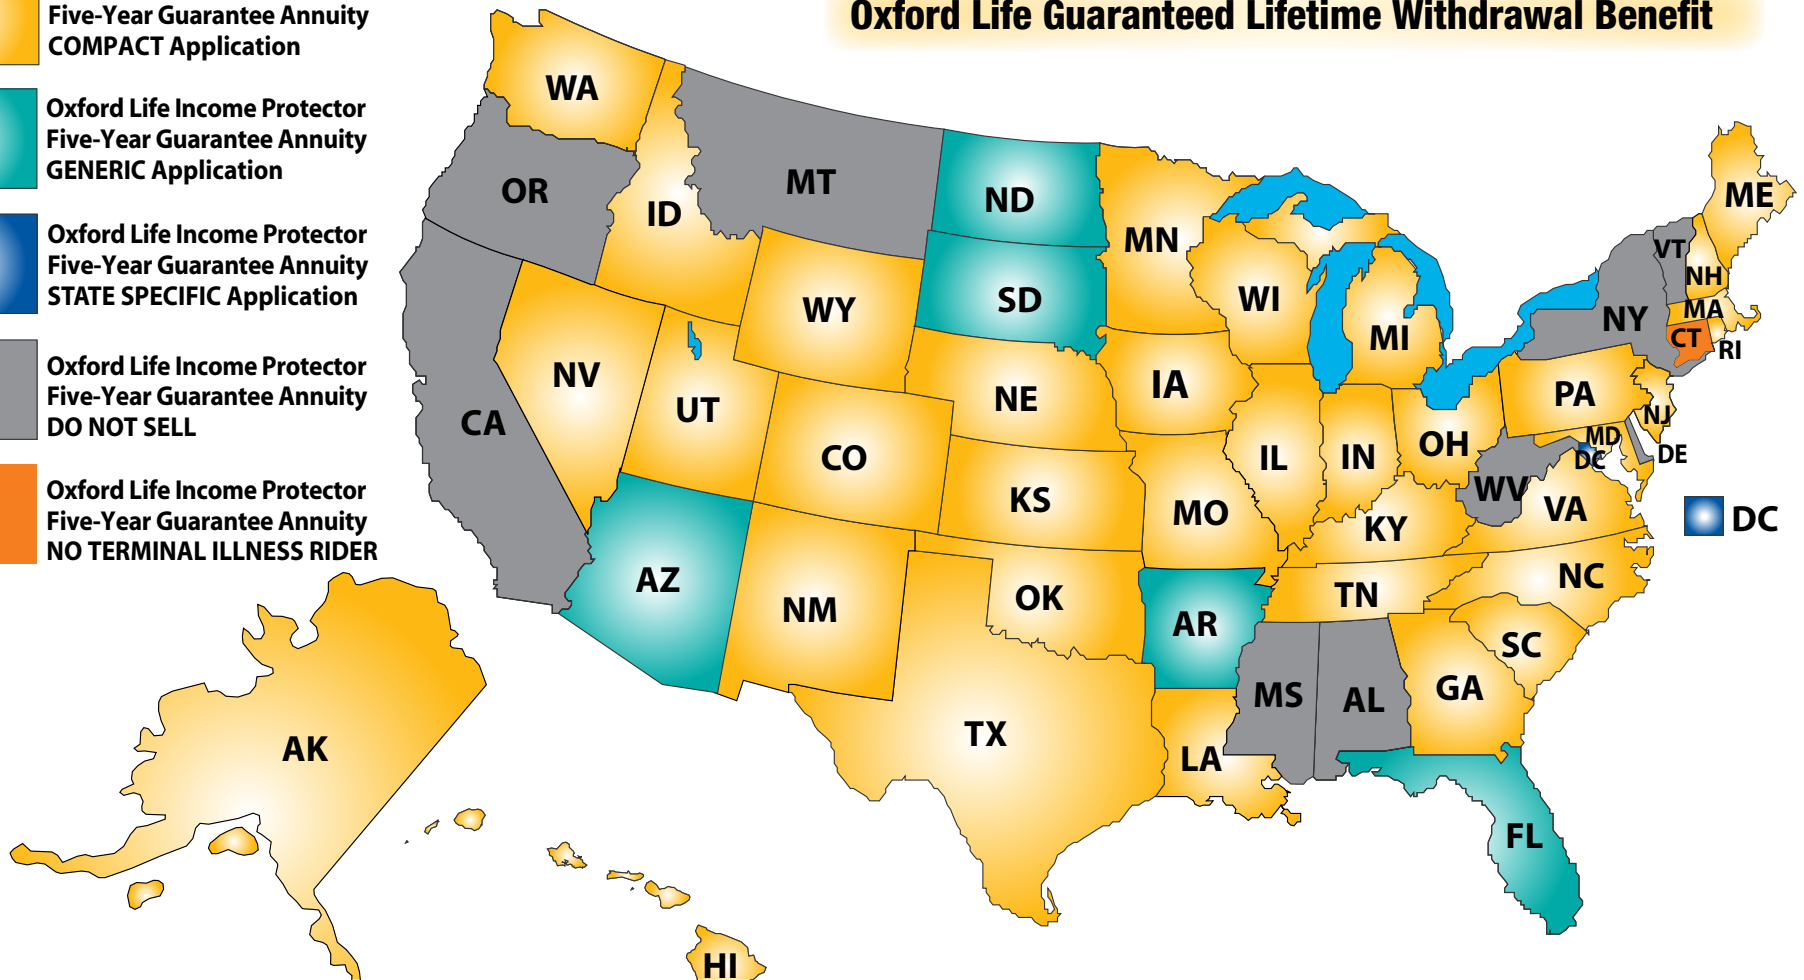 Oxford Life Guaranteed Lifetime Withdrawal Benefit
Five-Year Guarantee Annuity
COMPACT Application
Oxford Life Income Protector
Five-Year Guarantee Annuity
GENERIC Application
Oxford Life Income Protector
Five-Year Guarantee Annuity
STATE SPECIFIC Application
Oxford Life Income Protector
Five-Year Guarantee Annuity
DO NOT SELL
Oxford Life Income Protector
Five-Year Guarantee Annuity
NO TERMINAL ILLNESS RIDER
WA
OR
MT
ID
ND
MN
ME
VT
NH
SD
WI
WY
MA
NY
MI
CT
RI
NV
IA
PA
NE
UT
NJ
CA
MD
OH
DE
CO
IL
IN
DC
WV
KS
VA
MO
DC
KY
AZ
NC
TN
OK
NM
AR
SC
GA
MS
AL
TX
AK
LA
FL
HI